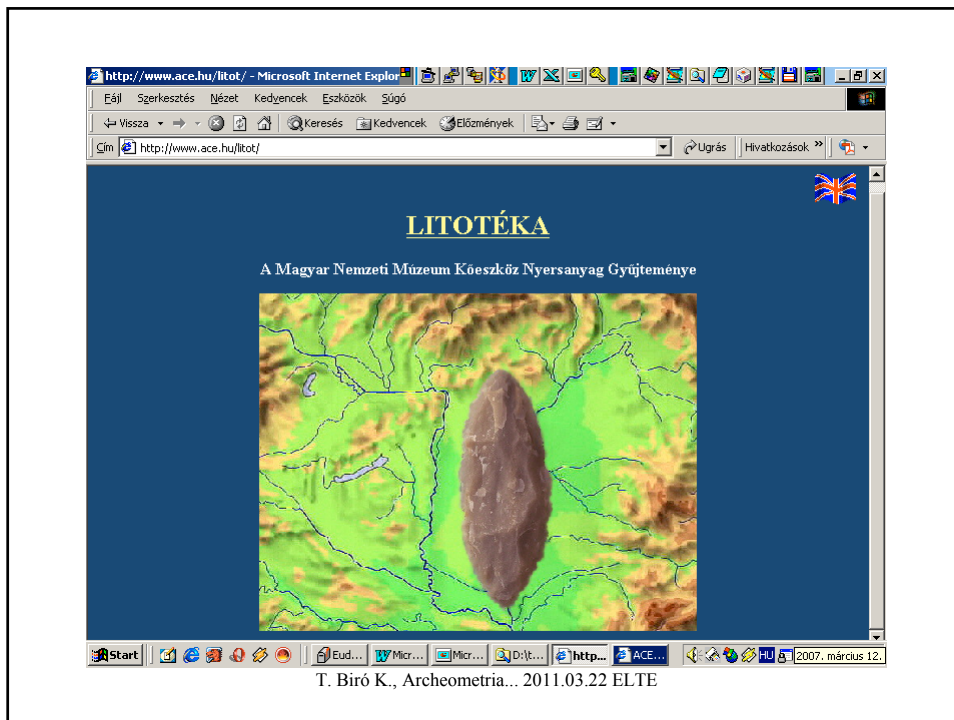 http://www.ace.hu/litot/ - Microsoft Internet Explor
Fájl Szerkesztés Nézet Kedvencek Eszközök Súgó
Vissza Keresés Kedvencek Előzmények
Cím http://www.ace.hu/litot/ Ugrás Hivatkozások »
LITOTÉKA
A Magyar Nemzeti Múzeum Kőeszköz Nyersanyag Gyűjteménye
Start Eud... Micr... Micr... D:\t... http... ACE... HU 2007. március 12.
T. Biró K., Archeometria... 2011.03.22 ELTE